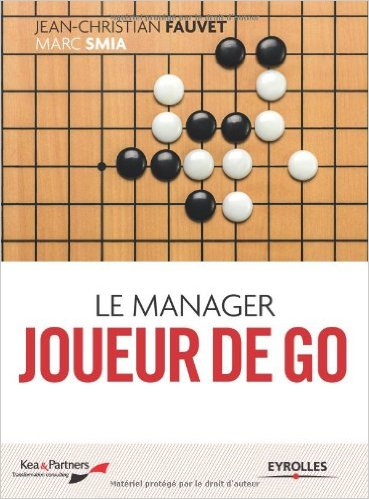 JEAN-CHRISTIAN FAUVET
MARC SMIA
LE MANAGER
JOUEUR DE GO
Kea&Partners
Transformation consulting
EYROLLES
Matériel protégé par le droit d'auteur